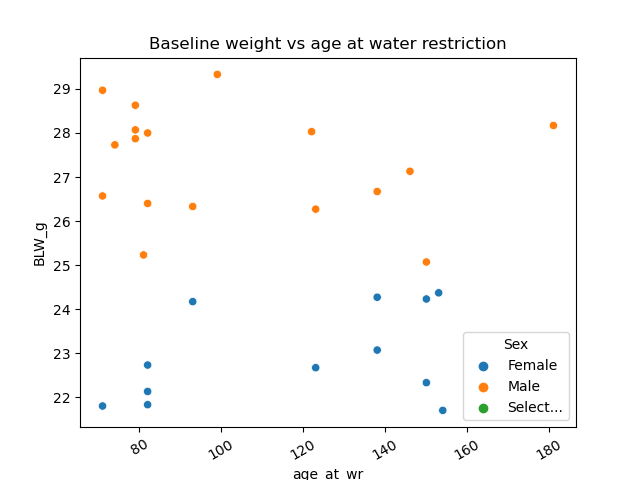 Baseline weight vs age at water restriction
BLW_g
29
28
27
26
25
24
23
22
80
100
120
140
160
180
age_at_wr
Sex
Female
Male
Select...